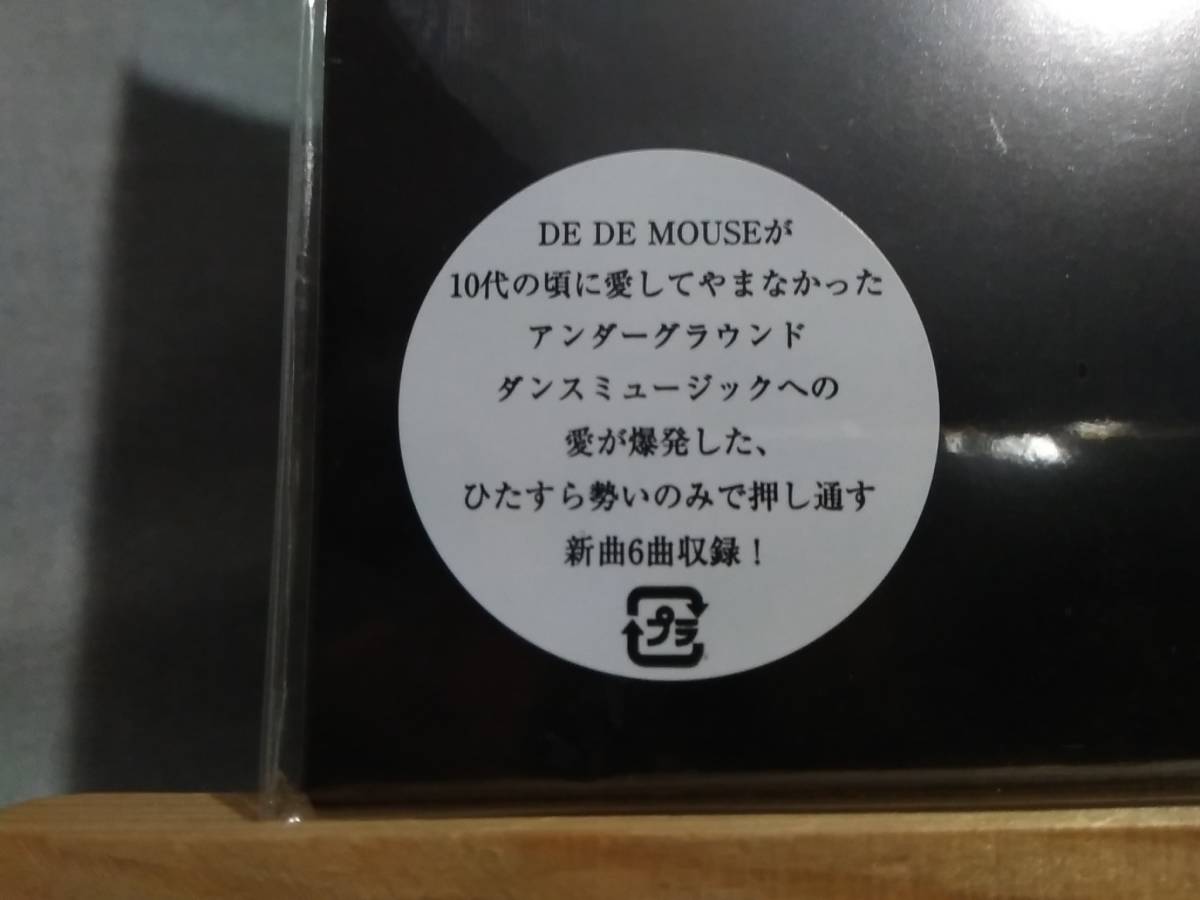 DE DE MOUSEが
10代の頃に愛してやまなかった
アンダーグラウンド
ダンスミュージックへの
愛が爆発した、
ひたすら勢いのみで押し通す
新曲6曲収録！
プラ